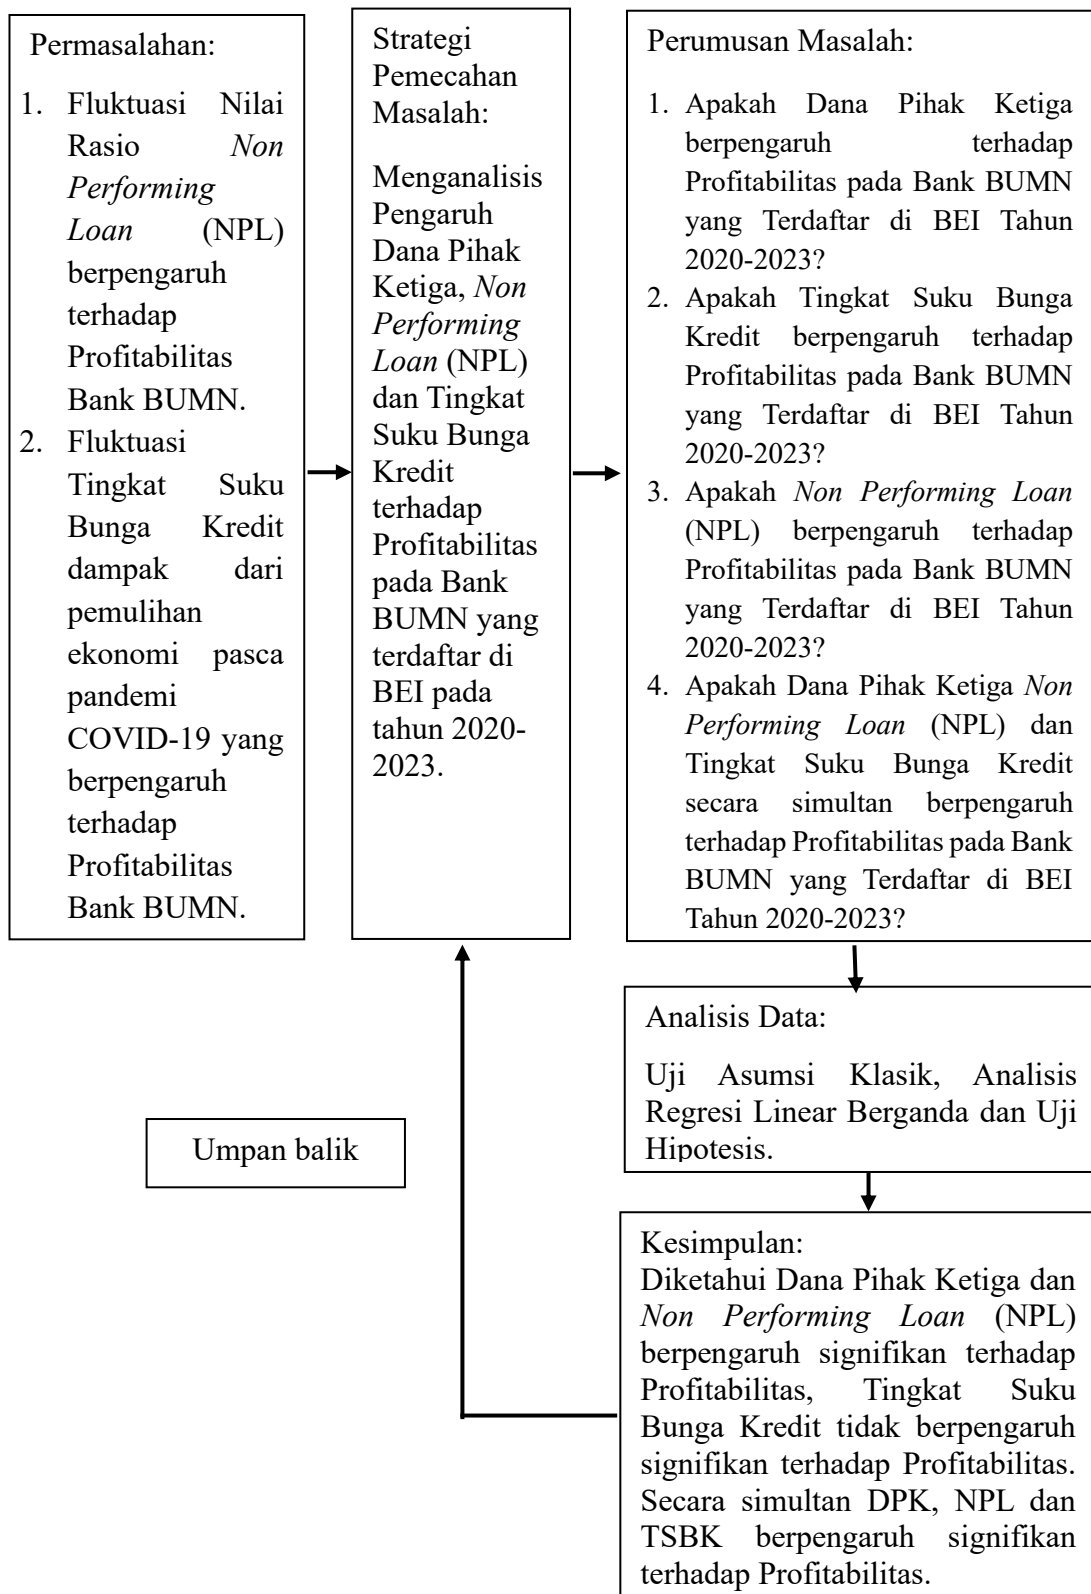 Permasalahan:
1. Fluktuasi Nilai
Rasio Non
Performing
Loan (NPL)
berpengaruh
terhadap
Profitabilitas
Bank BUMN.
2. Fluktuasi
Tingkat Suku
Bunga Kredit
dampak dari
pemulihan
ekonomi pasca
pandemi
COVID-19 yang
berpengaruh
terhadap
Profitabilitas
Bank BUMN.
Strategi
Pemecahan
Masalah:
Menganalisis
Pengaruh
Dana Pihak
Ketiga, Non
Performing
Loan (NPL)
dan Tingkat
Suku Bunga
Kredit
terhadap
Profitabilitas
pada Bank
BUMN yang
terdaftar di
BEI pada
tahun 2020-
2023.
Perumusan Masalah:
1. Apakah Dana Pihak Ketiga
berpengaruh terhadap
Profitabilitas pada Bank BUMN
yang Terdaftar di BEI Tahun
2020-2023?
2. Apakah Tingkat Suku Bunga
Kredit berpengaruh terhadap
Profitabilitas pada Bank BUMN
yang Terdaftar di BEI Tahun
2020-2023?
3. Apakah Non Performing Loan
(NPL) berpengaruh terhadap
Profitabilitas pada Bank BUMN
yang Terdaftar di BEI Tahun
2020-2023?
4. Apakah Dana Pihak Ketiga Non
Performing Loan (NPL) dan
Tingkat Suku Bunga Kredit
secara simultan berpengaruh
terhadap Profitabilitas pada Bank
BUMN yang Terdaftar di BEI
Tahun 2020-2023?
Analisis Data:
Uji Asumsi Klasik, Analisis
Regresi Linear Berganda dan Uji
Hipotesis.
Umpan balik
Kesimpulan:
Diketahui Dana Pihak Ketiga dan
Non Performing Loan (NPL)
berpengaruh signifikan terhadap
Profitabilitas, Tingkat Suku
Bunga Kredit tidak berpengaruh
signifikan terhadap Profitabilitas.
Secara simultan DPK, NPL dan
TSBK berpengaruh signifikan
terhadap Profitabilitas.